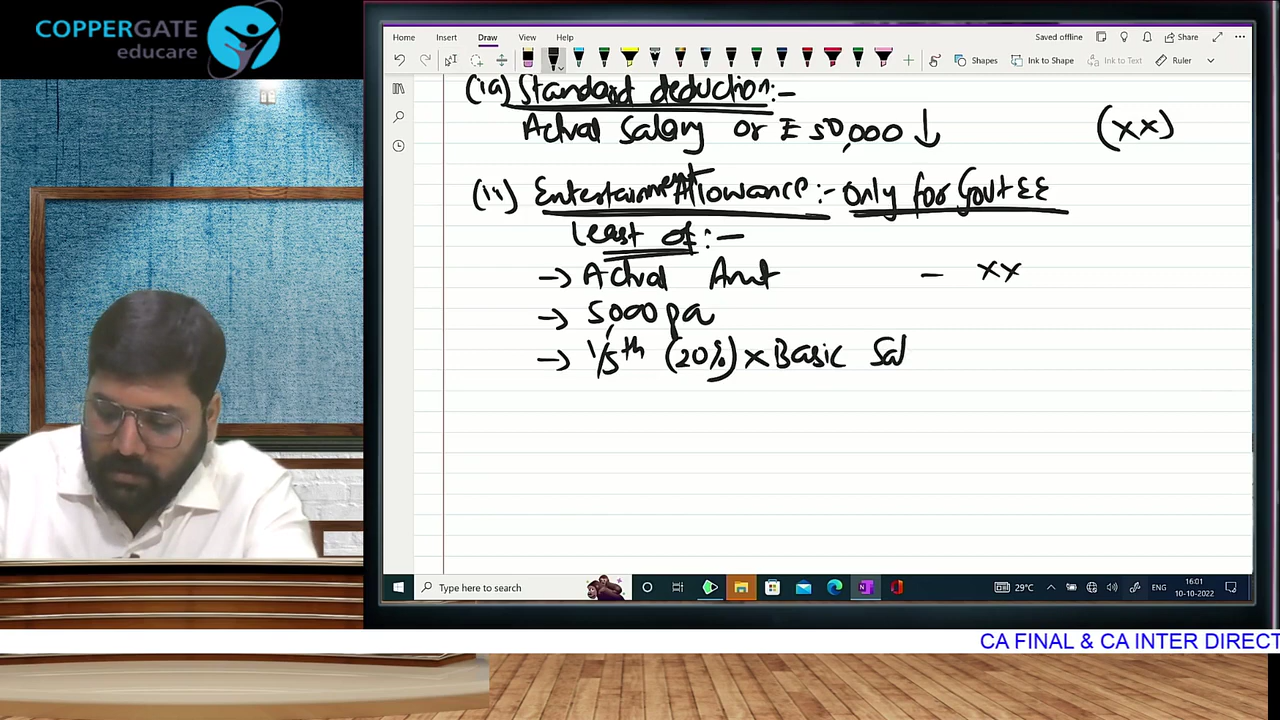 COPPERGATE
educare
Home Insert Draw View Help
Saved offline
Share
Shapes
Ink to Shape
Ink to Text
Ruler
(ia) Standard deduction:-
Actual Salary or ₹ 50,000 ↓ (xx)
(ii) Entertainment Allowance:- Only for Govt EE
Least of:-
→ Actual Amt - xx
→ 5,000 pa
→ 1/5th (20%) x Basic Sal
Type here to search
29°C
ENG
16:01
10-10-2022
CA FINAL & CA INTER DIRECT